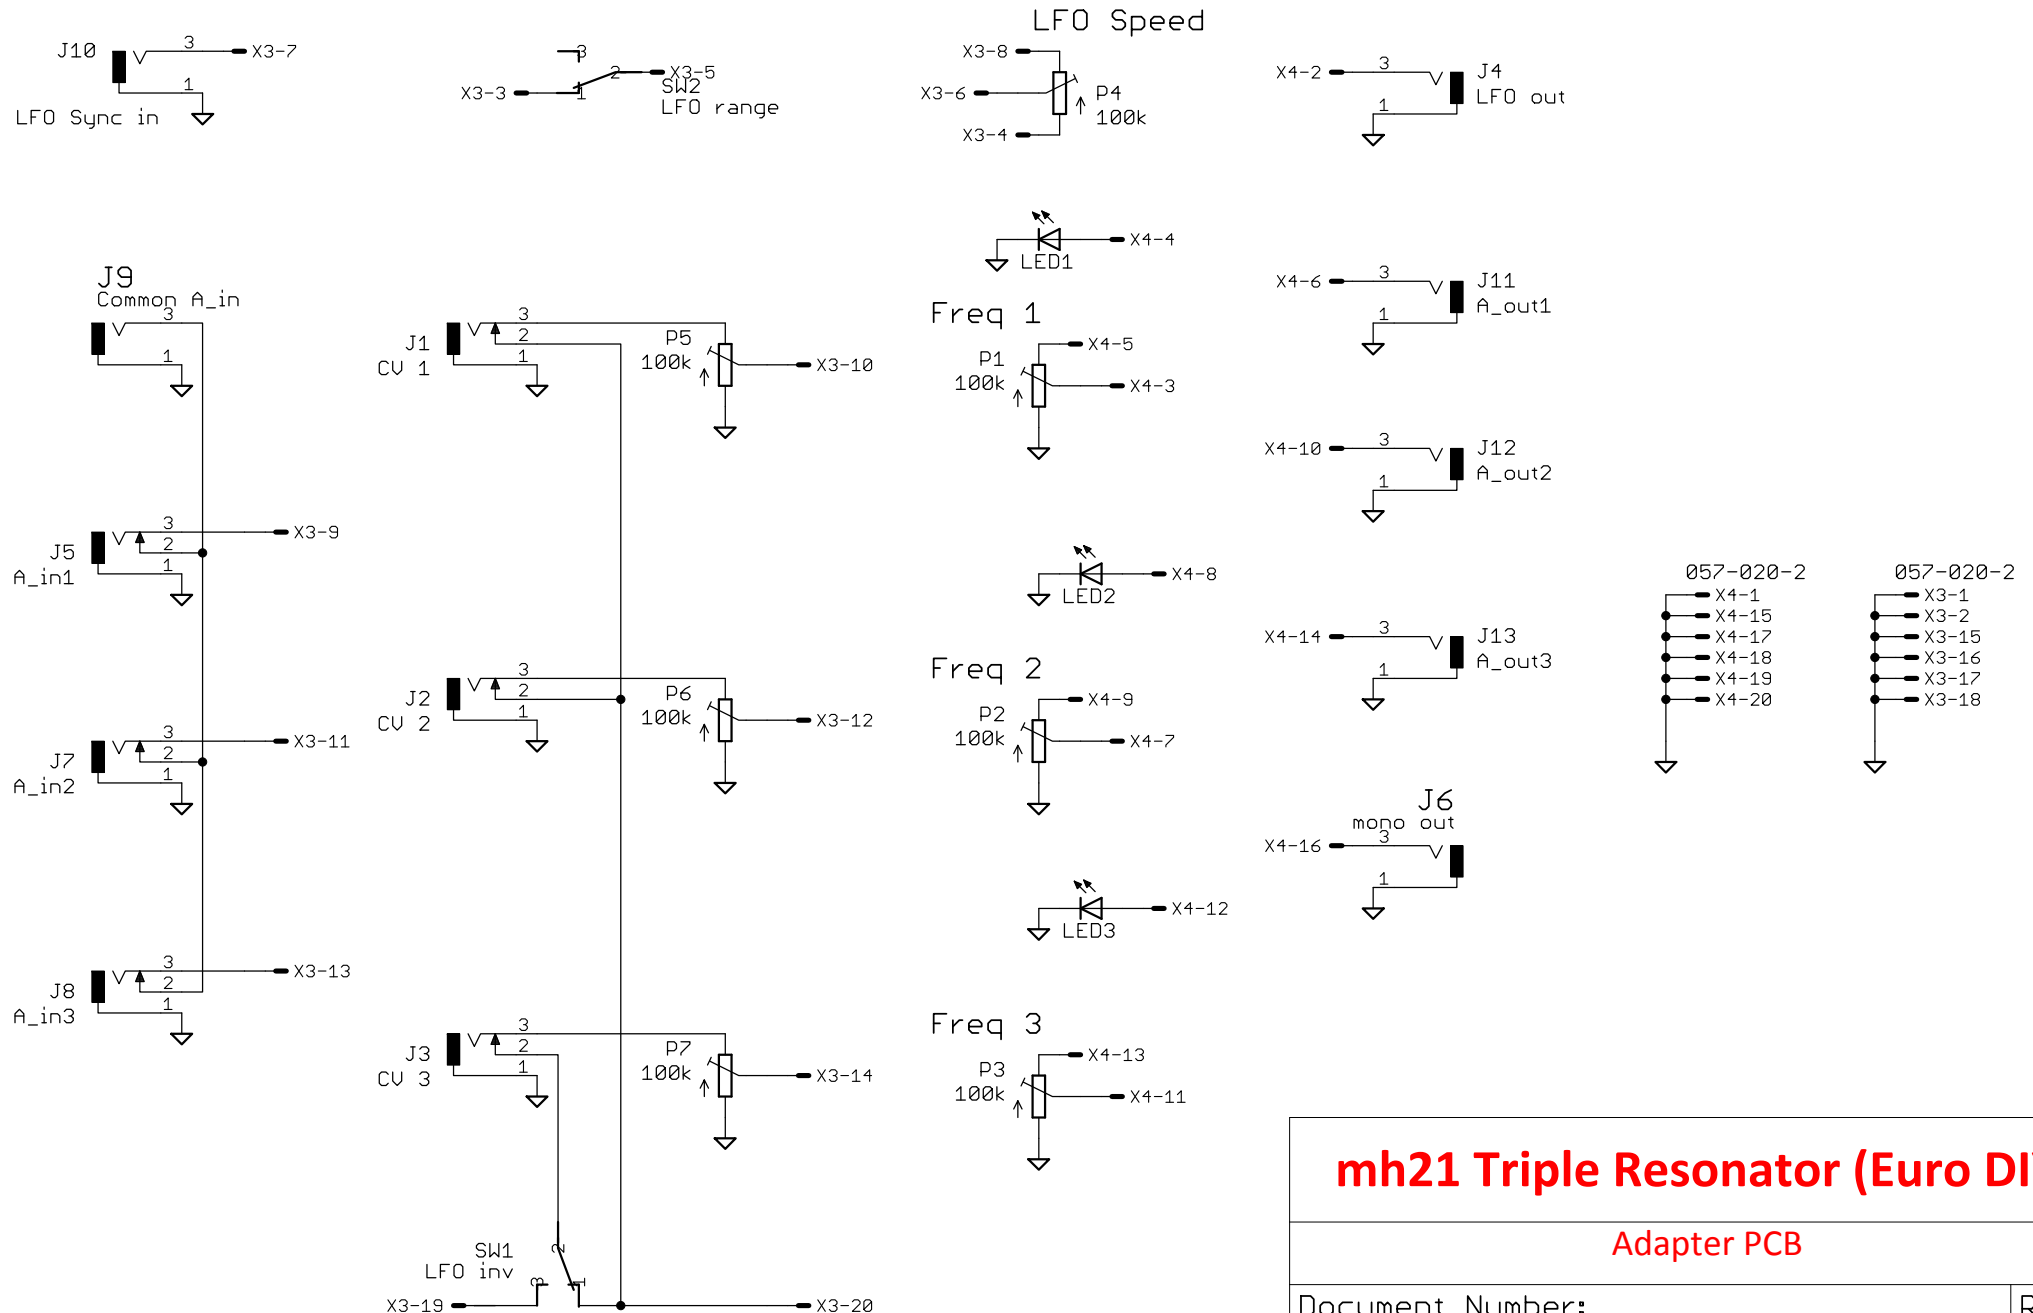 LFO Speed
J10
3
X3-7
1
LFO Sync in
3
2
X3-5
SW2
LFO range
X3-3
1
X3-8
X3-6
P4
100k
X3-4
X4-2
3
J4
LFO out
1
X4-4
LED1
J9
Common A_in
3
1
J1
CV 1
3
2
1
P5
100k
X3-10
Freq 1
X4-5
P1
100k
X4-3
X4-6
3
J11
A_out1
1
X4-10
3
J12
A_out2
1
J5
A_in1
3
2
1
X3-9
X4-8
LED2
X4-14
3
J13
A_out3
1
057-020-2
X4-1
X4-15
X4-17
X4-18
X4-19
X4-20
057-020-2
X3-1
X3-2
X3-15
X3-16
X3-17
X3-18
J2
CV 2
3
2
1
P6
100k
X3-12
Freq 2
X4-9
P2
100k
X4-7
J7
A_in2
3
2
1
X3-11
J6
mono out
X4-16
3
1
X4-12
LED3
J8
A_in3
3
2
1
X3-13
J3
CV 3
3
2
1
P7
100k
X3-14
Freq 3
X4-13
P3
100k
X4-11
SW1
LFO inv
2
3
1
X3-19
X3-20
mh21 Triple Resonator (Euro DI
Adapter PCB
Document Number: